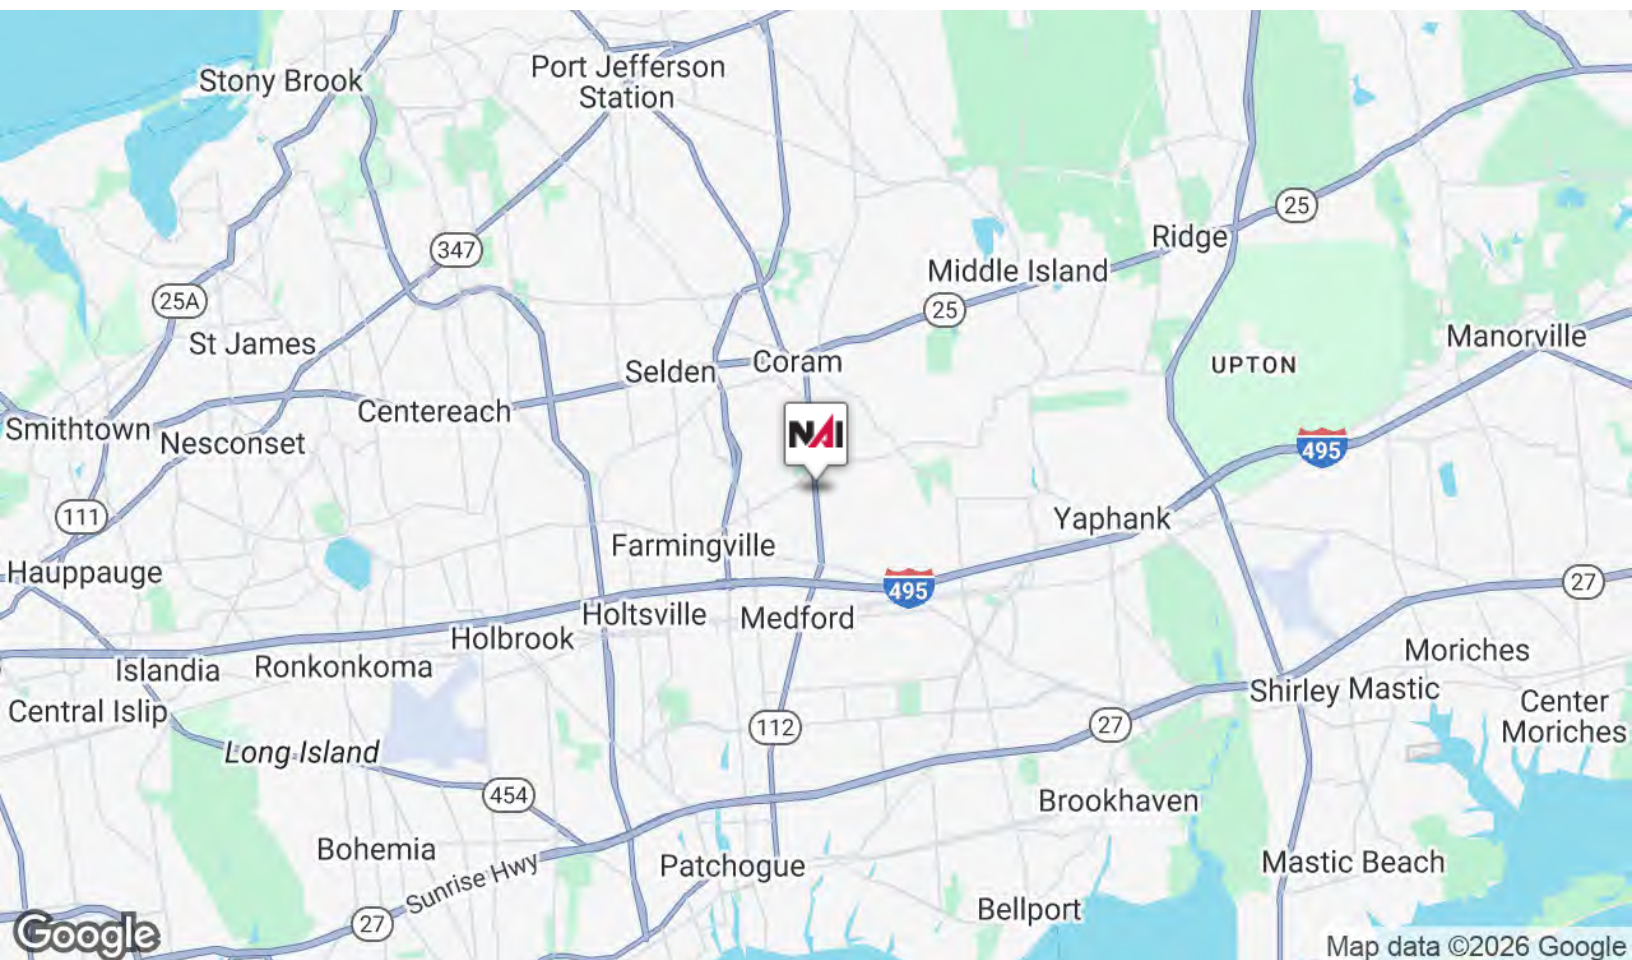 Stony Brook
Port Jefferson
Station
25
Ridge
347
Middle Island
25A
25
St James
Manorville
Coram
UPTON
Selden
Centereach
Smithtown
Nesconset
NAI
495
111
Yaphank
Farmingville
Hauppauge
495
27
Holtsville
Medford
Holbrook
Moriches
Islandia
Ronkonkoma
Shirley
Mastic
Center
Moriches
Central Islip
112
27
Long Island
454
Brookhaven
Bohemia
Patchogue
Mastic Beach
Sunrise Hwy
27
Bellport
Google
Map data ©2026 Google